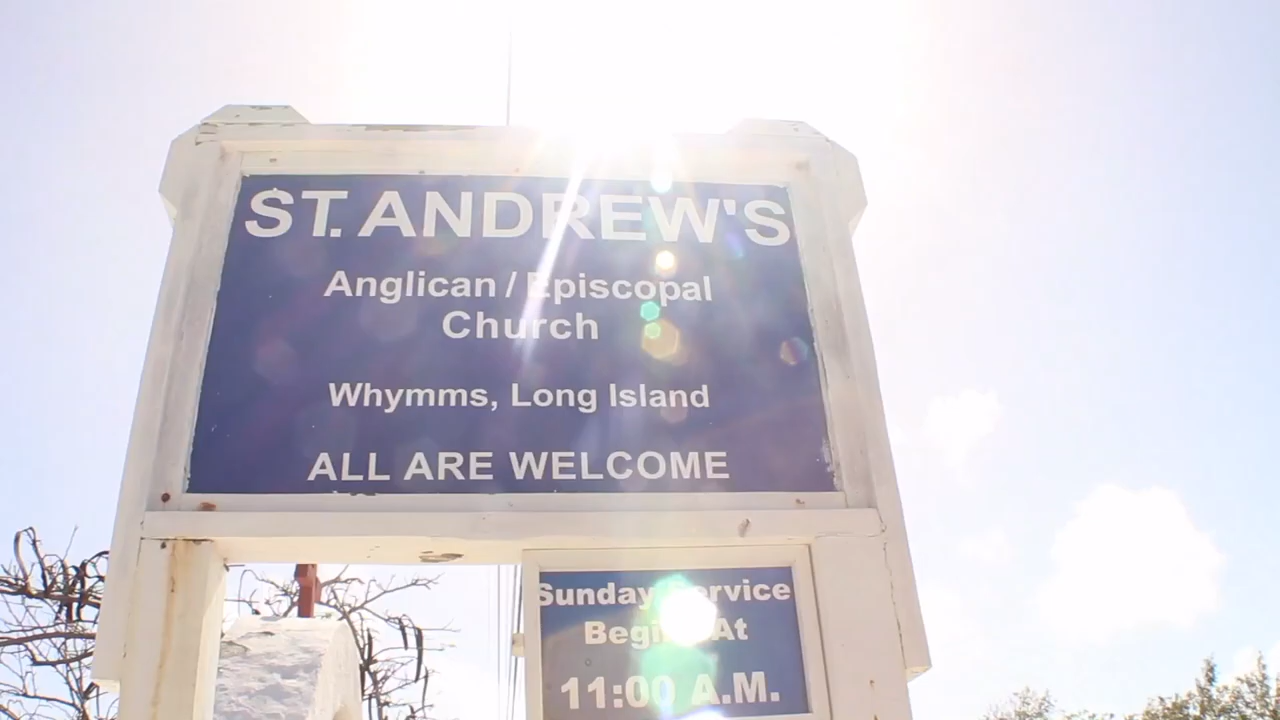 ST. ANDREW'S
Anglican / Episcopal
Church
Whymms, Long Island
ALL ARE WELCOME
Sunday Service
Begins At
11:00 A.M.